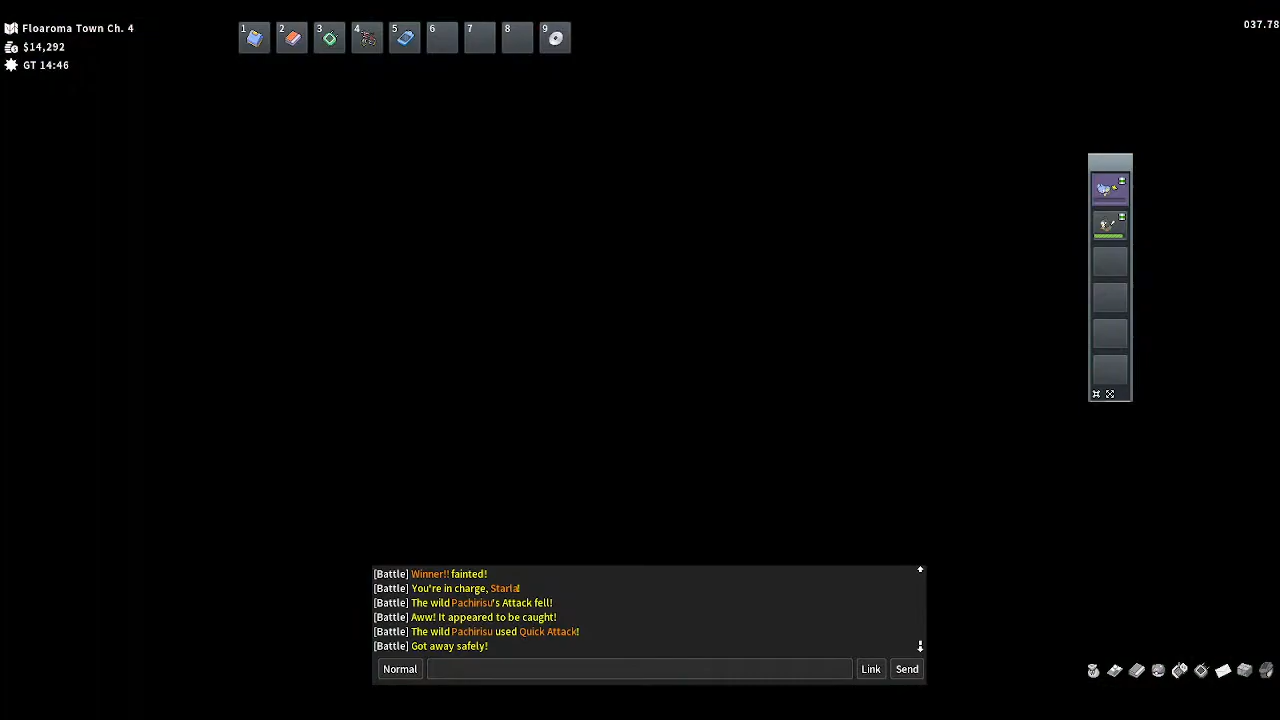 Floaroma Town Ch. 4
$14,292
GT 14:46
1 2 3 4 5 6 7 8 9
037.78
[Battle] Winner!! fainted!
[Battle] You're in charge, Starla!
[Battle] The wild Pachirisu's Attack fell!
[Battle] Aww! It appeared to be caught!
[Battle] The wild Pachirisu used Quick Attack!
[Battle] Got away safely!
Normal Link Send